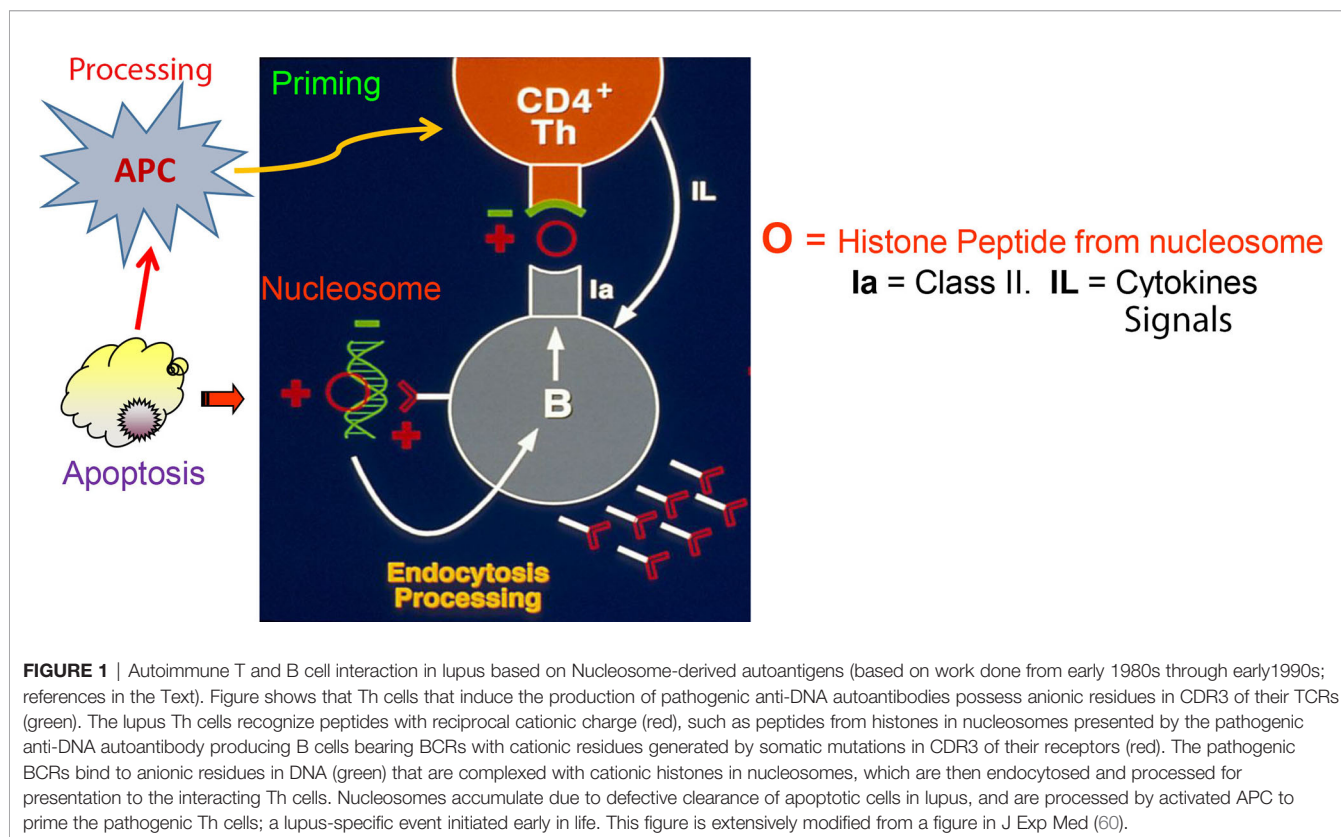 Processing
APC
Apoptosis
Priming
CD4+
Th
IL
Ia
Nucleosome
B
Endocytosis
Processing
O = Histone Peptide from nucleosome
Ia = Class II. IL = Cytokines
Signals
FIGURE 1 | Autoimmune T and B cell interaction in lupus based on Nucleosome-derived autoantigens (based on work done from early 1980s through early1990s;
references in the Text). Figure shows that Th cells that induce the production of pathogenic anti-DNA autoantibodies possess anionic residues in CDR3 of their TCRs
(green). The lupus Th cells recognize peptides with reciprocal cationic charge (red), such as peptides from histones in nucleosomes presented by the pathogenic
anti-DNA autoantibody producing B cells bearing BCRs with cationic residues generated by somatic mutations in CDR3 of their receptors (red). The pathogenic
BCRs bind to anionic residues in DNA (green) that are complexed with cationic histones in nucleosomes, which are then endocytosed and processed for
presentation to the interacting Th cells. Nucleosomes accumulate due to defective clearance of apoptotic cells in lupus, and are processed by activated APC to
prime the pathogenic Th cells; a lupus-specific event initiated early in life. This figure is extensively modified from a figure in J Exp Med (60).